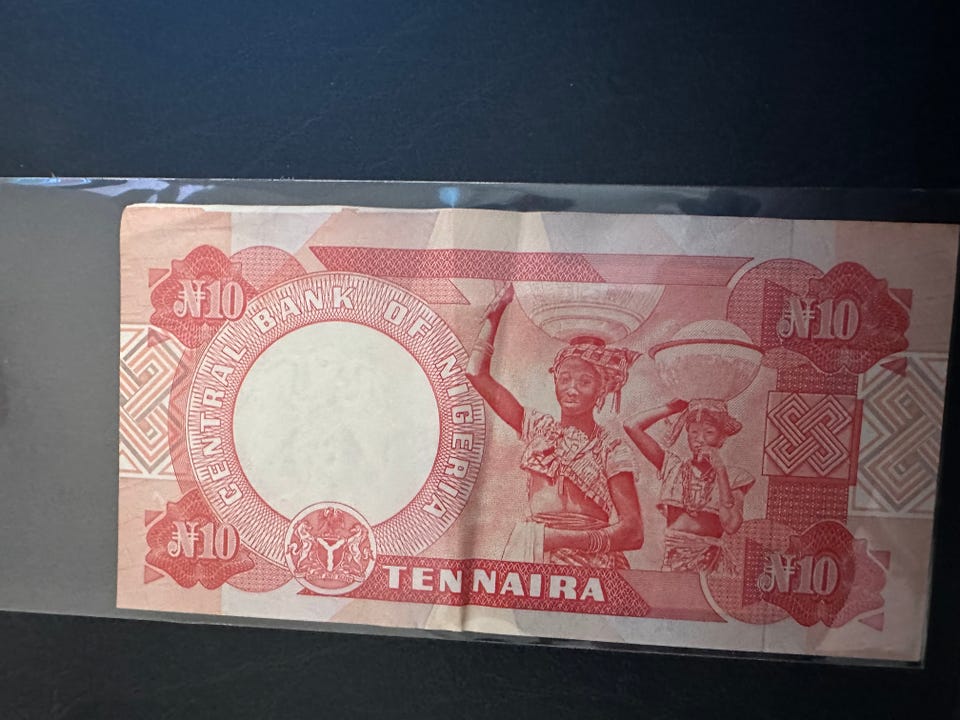 ₦10
CENTRAL BANK OF NIGERIA
₦10
₦10
TEN NAIRA
₦10